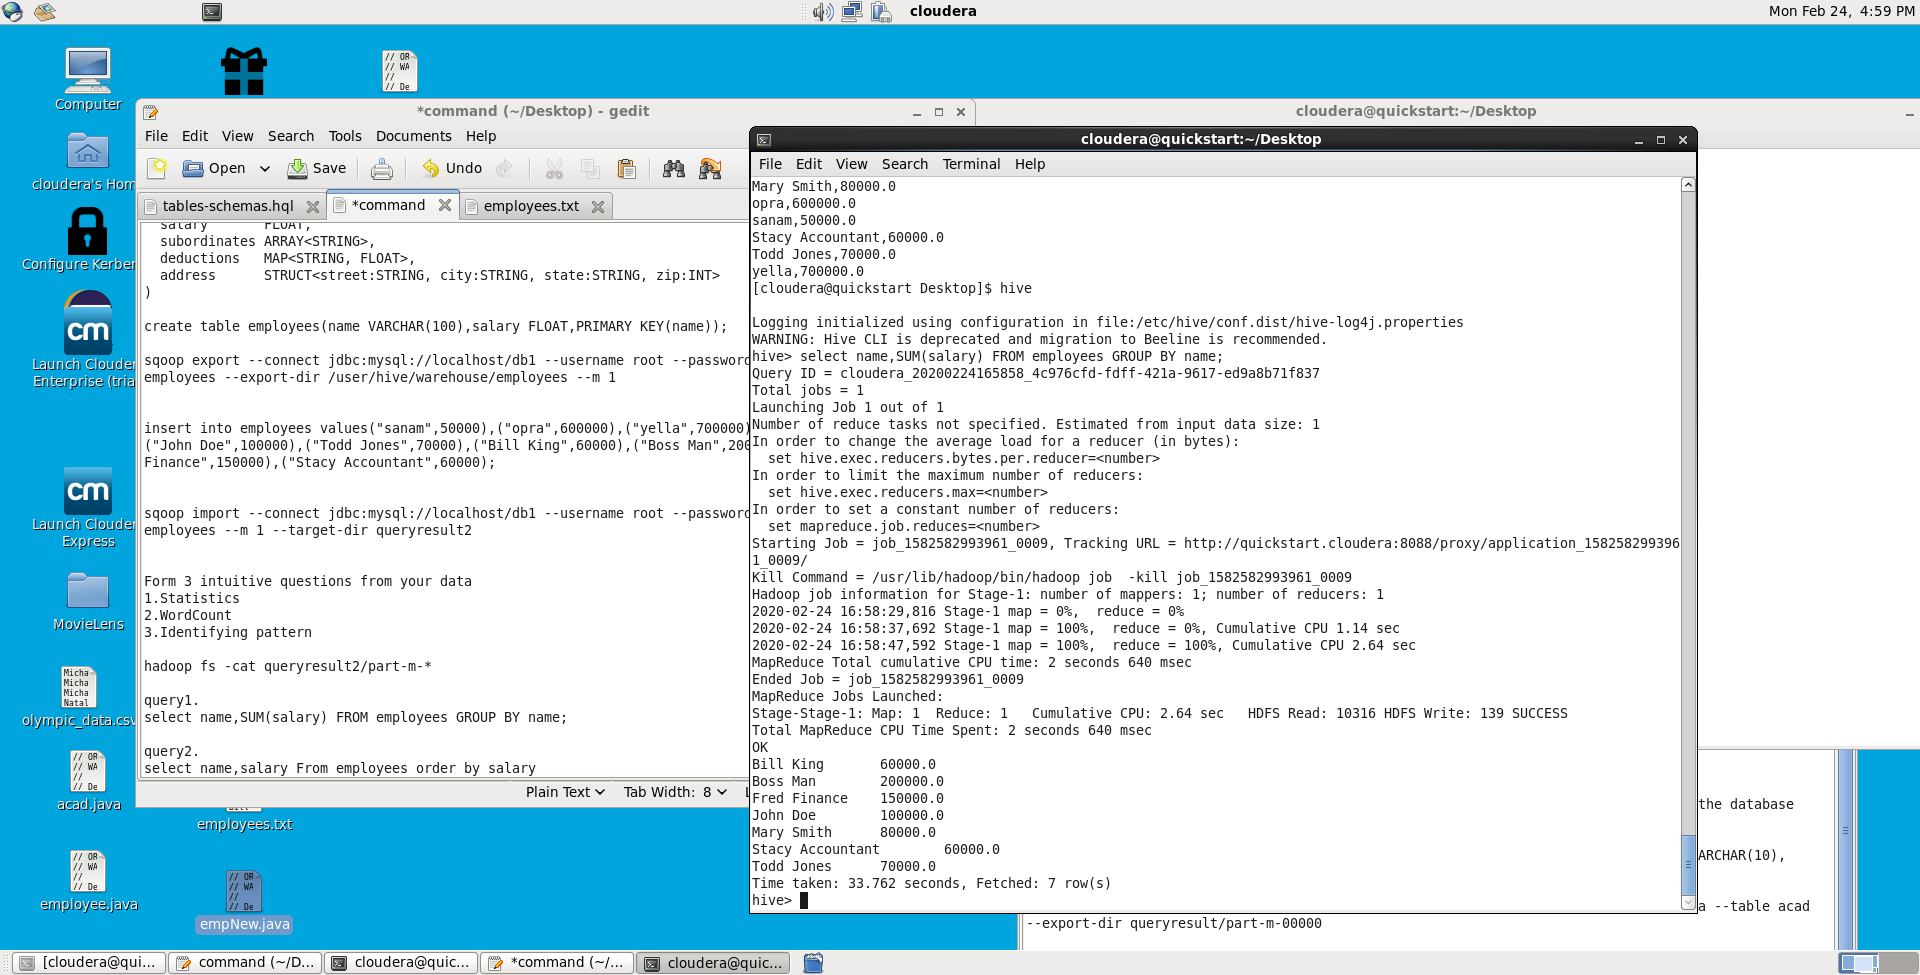 cloudera
Mon Feb 24, 4:59 PM
Computer
cloudera's Hom
Configure Kerber
Launch Clouder
Enterprise (tria
Launch Clouder
Express
MovieLens
olympic_data.csv
acad.java
employee.java
employees.txt
empNew.java
*command (~/Desktop) - gedit
File Edit View Search Tools Documents Help
Open Save Undo
tables-schemas.hql *command employees.txt
salary FLOAT,
subordinates ARRAY<STRING>,
deductions MAP<STRING, FLOAT>,
address STRUCT<street:STRING, city:STRING, state:STRING, zip:INT>
)
create table employees(name VARCHAR(100),salary FLOAT,PRIMARY KEY(name));
sqoop export --connect jdbc:mysql://localhost/db1 --username root --password
employees --export-dir /user/hive/warehouse/employees --m 1
insert into employees values("sanam",50000),("opra",600000),("yella",700000)
("John Doe",100000),("Todd Jones",70000),("Bill King",60000),("Boss Man",200
Finance",150000),("Stacy Accountant",60000);
sqoop import --connect jdbc:mysql://localhost/db1 --username root --password
employees --m 1 --target-dir queryresult2
Form 3 intuitive questions from your data
1.Statistics
2.WordCount
3.Identifying pattern
hadoop fs -cat queryresult2/part-m-*
query1.
select name,SUM(salary) FROM employees GROUP BY name;
query2.
select name,salary From employees order by salary
Plain Text Tab Width: 8
cloudera@quickstart:~/Desktop
cloudera@quickstart:~/Desktop
File Edit View Search Terminal Help
Mary Smith,80000.0
opra,600000.0
sanam,50000.0
Stacy Accountant,60000.0
Todd Jones,70000.0
yella,700000.0
[cloudera@quickstart Desktop]$ hive
Logging initialized using configuration in file:/etc/hive/conf.dist/hive-log4j.properties
WARNING: Hive CLI is deprecated and migration to Beeline is recommended.
hive> select name,SUM(salary) FROM employees GROUP BY name;
Query ID = cloudera_20200224165858_4c976cfd-fdff-421a-9617-ed9a8b71f837
Total jobs = 1
Launching Job 1 out of 1
Number of reduce tasks not specified. Estimated from input data size: 1
In order to change the average load for a reducer (in bytes):
set hive.exec.reducers.bytes.per.reducer=<number>
In order to limit the maximum number of reducers:
set hive.exec.reducers.max=<number>
In order to set a constant number of reducers:
set mapreduce.job.reduces=<number>
Starting Job = job_1582582993961_0009, Tracking URL = http://quickstart.cloudera:8088/proxy/application_158258299396
1_0009/
Kill Command = /usr/lib/hadoop/bin/hadoop job  -kill job_1582582993961_0009
Hadoop job information for Stage-1: number of mappers: 1; number of reducers: 1
2020-02-24 16:58:29,816 Stage-1 map = 0%,  reduce = 0%
2020-02-24 16:58:37,692 Stage-1 map = 100%,  reduce = 0%, Cumulative CPU 1.14 sec
2020-02-24 16:58:47,592 Stage-1 map = 100%,  reduce = 100%, Cumulative CPU 2.64 sec
MapReduce Total cumulative CPU time: 2 seconds 640 msec
Ended Job = job_1582582993961_0009
MapReduce Jobs Launched:
Stage-Stage-1: Map: 1  Reduce: 1   Cumulative CPU: 2.64 sec   HDFS Read: 10316 HDFS Write: 139 SUCCESS
Total MapReduce CPU Time Spent: 2 seconds 640 msec
OK
Bill King 60000.0
Boss Man 200000.0
Fred Finance 150000.0
John Doe 100000.0
Mary Smith 80000.0
Stacy Accountant 60000.0
Todd Jones 70000.0
Time taken: 33.762 seconds, Fetched: 7 row(s)
hive>
the database
ARCHAR(10),
a --table acad
--export-dir queryresult/part-m-00000
[cloudera@qui... command (~/D... cloudera@quic... *command (~/... cloudera@quic...